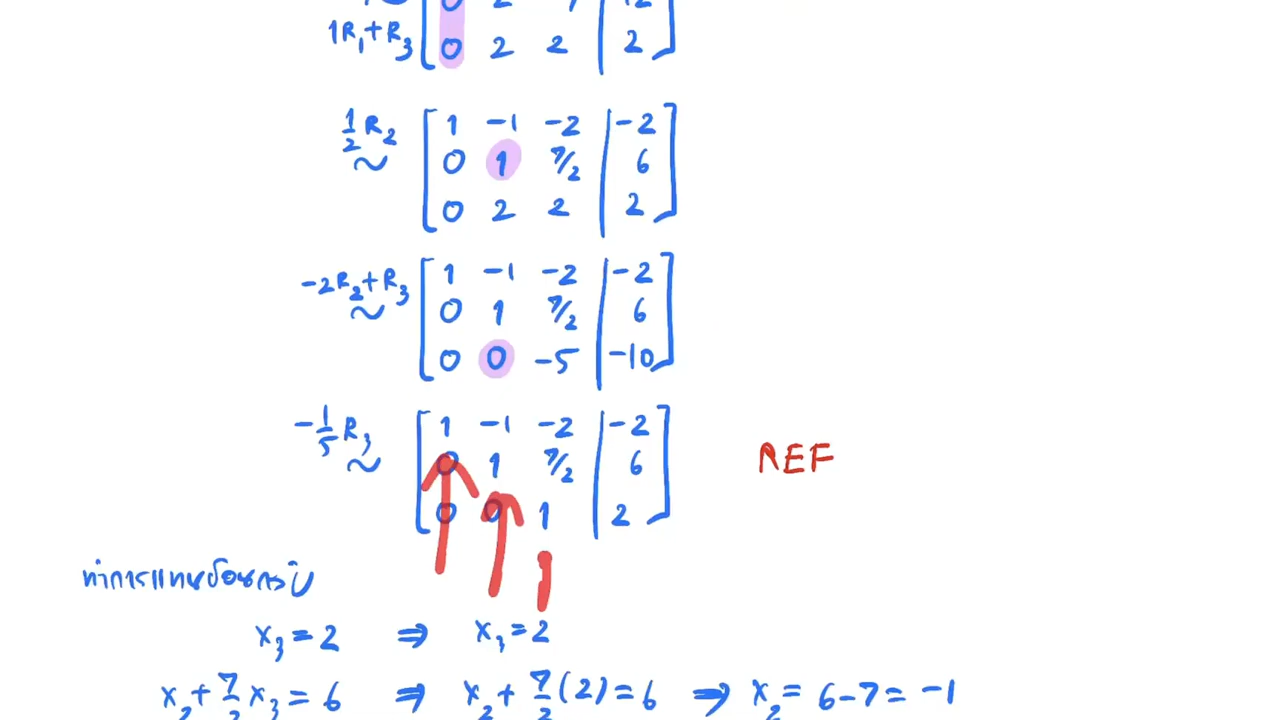 1R₁+R₃ 0 2 2 | 2
½R₂ ~
1 -1 -2 | -2
0 1 7/2 | 6
0 2 2 | 2
-2R₂+R₃ ~
1 -1 -2 | -2
0 1 7/2 | 6
0 0 -5 | -10
-1/5 R₃ ~
1 -1 -2 | -2
0 1 7/2 | 6
0 0 1 | 2
REF
ทำการแทนย้อนกลับ
x₃ = 2 ⇒ x₃ = 2
x₂ + 7/2 x₃ = 6 ⇒ x₂ + 7/2 (2) = 6 ⇒ x₂ = 6-7 = -1